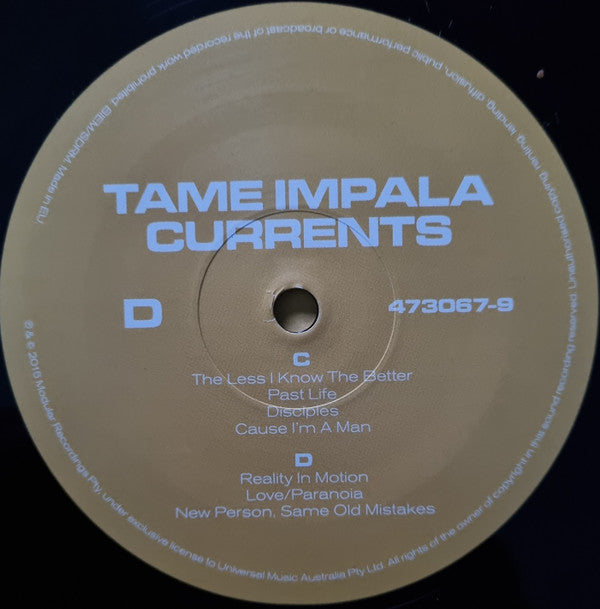 TAME IMPALA
CURRENTS
D
473067-9
C
The Less I Know The Better
Past Life
Disciples
Cause I'm A Man
D
Reality In Motion
Love/Paranoia
New Person, Same Old Mistakes
℗ & © 2015 Modular Recordings Pty, under exclusive license to Universal Music Australia Pty Ltd. All rights of the owner of copyright in this sound recording reserved. Unauthorised copying, renting, lending, diffusion, public performance or broadcast of the recorded work prohibited. BIEM/SDRM. Made in EU